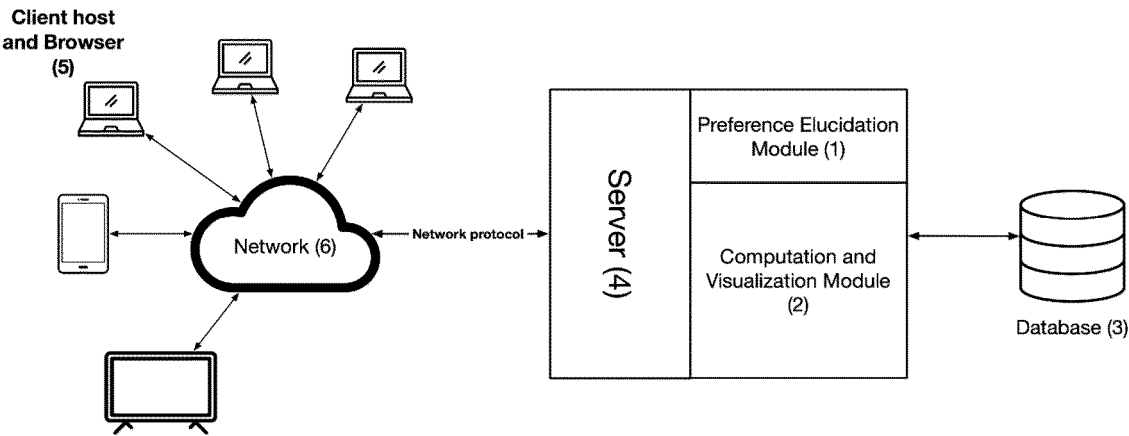 Client host
and Browser
(5)
Network (6)
Network protocol
Server (4)
Preference Elucidation
Module (1)
Computation and
Visualization Module
(2)
Database (3)